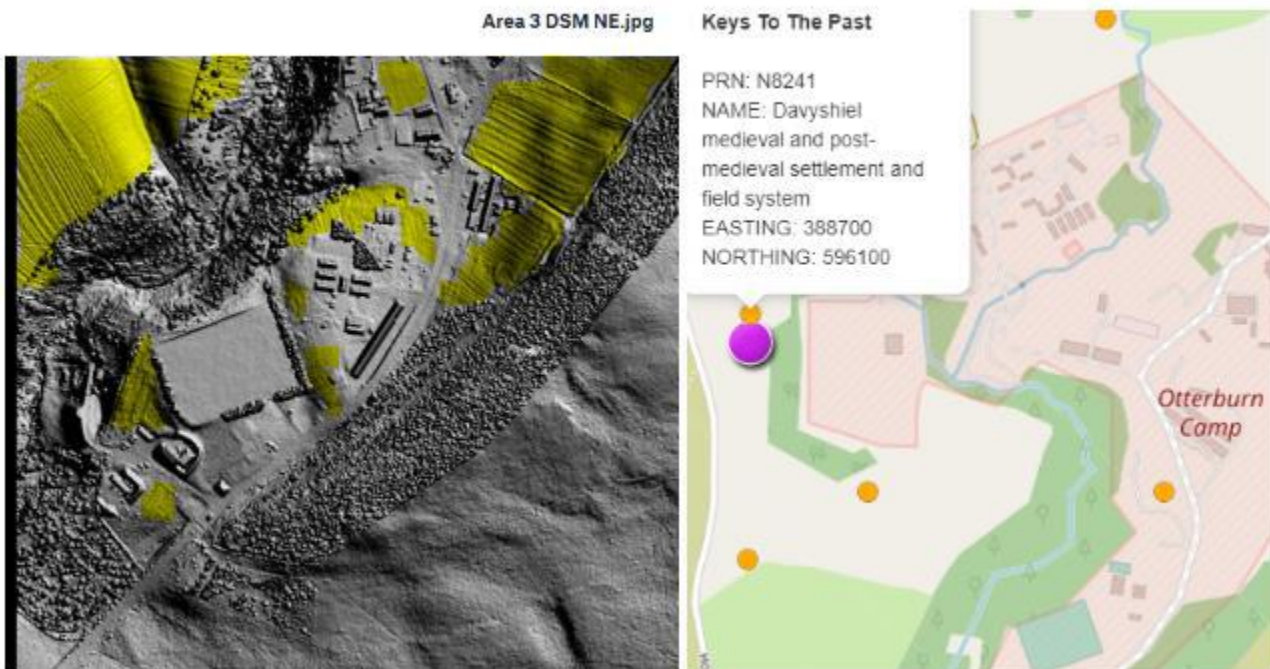 Area 3 DSM NE.jpg
Keys To The Past
PRN: N8241
NAME: Davyshiel
medieval and post-
medieval settlement and
field system
EASTING: 388700
NORTHING: 596100
Otterburn
Camp